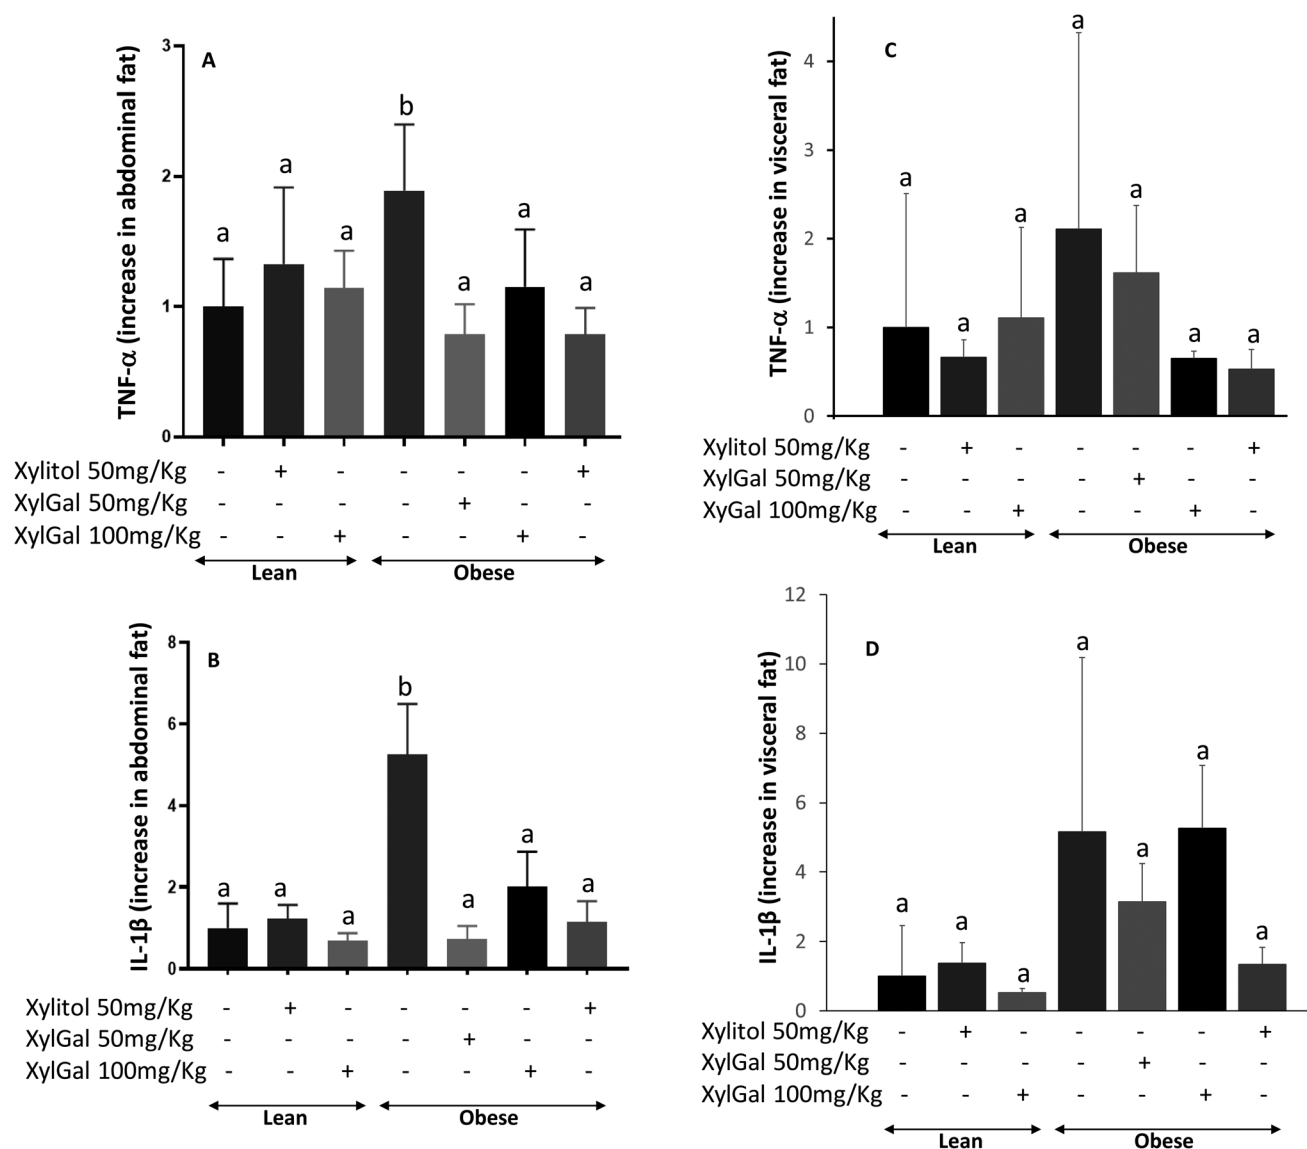 A
TNF-α (increase in abdominal fat)
3
2
1
0
a
a
a
b
a
a
a
Xylitol 50mg/Kg - + - - - - +
XylGal 50mg/Kg - - - - + - -
XylGal 100mg/Kg - - + - - + -
Lean Obese
C
TNF-α (increase in visceral fat)
4
3
2
1
0
a
a
a
a
a
a
a
Xylitol 50mg/Kg - + - - - - +
XylGal 50mg/Kg - - - - + - -
XyGal 100mg/Kg - - + - - + -
Lean Obese
B
IL-1β (increase in abdominal fat)
8
6
4
2
0
a
a
a
b
a
a
a
Xylitol 50mg/Kg - + - - - - +
XylGal 50mg/Kg - - - - + - -
XylGal 100mg/Kg - - + - - + -
Lean Obese
D
IL-1β (increase in visceral fat)
12
10
8
6
4
2
0
a
a
a
a
a
a
a
Xylitol 50mg/Kg - + - - - - +
XylGal 50mg/Kg - - - - + - -
XylGal 100mg/Kg - - + - - + -
Lean Obese